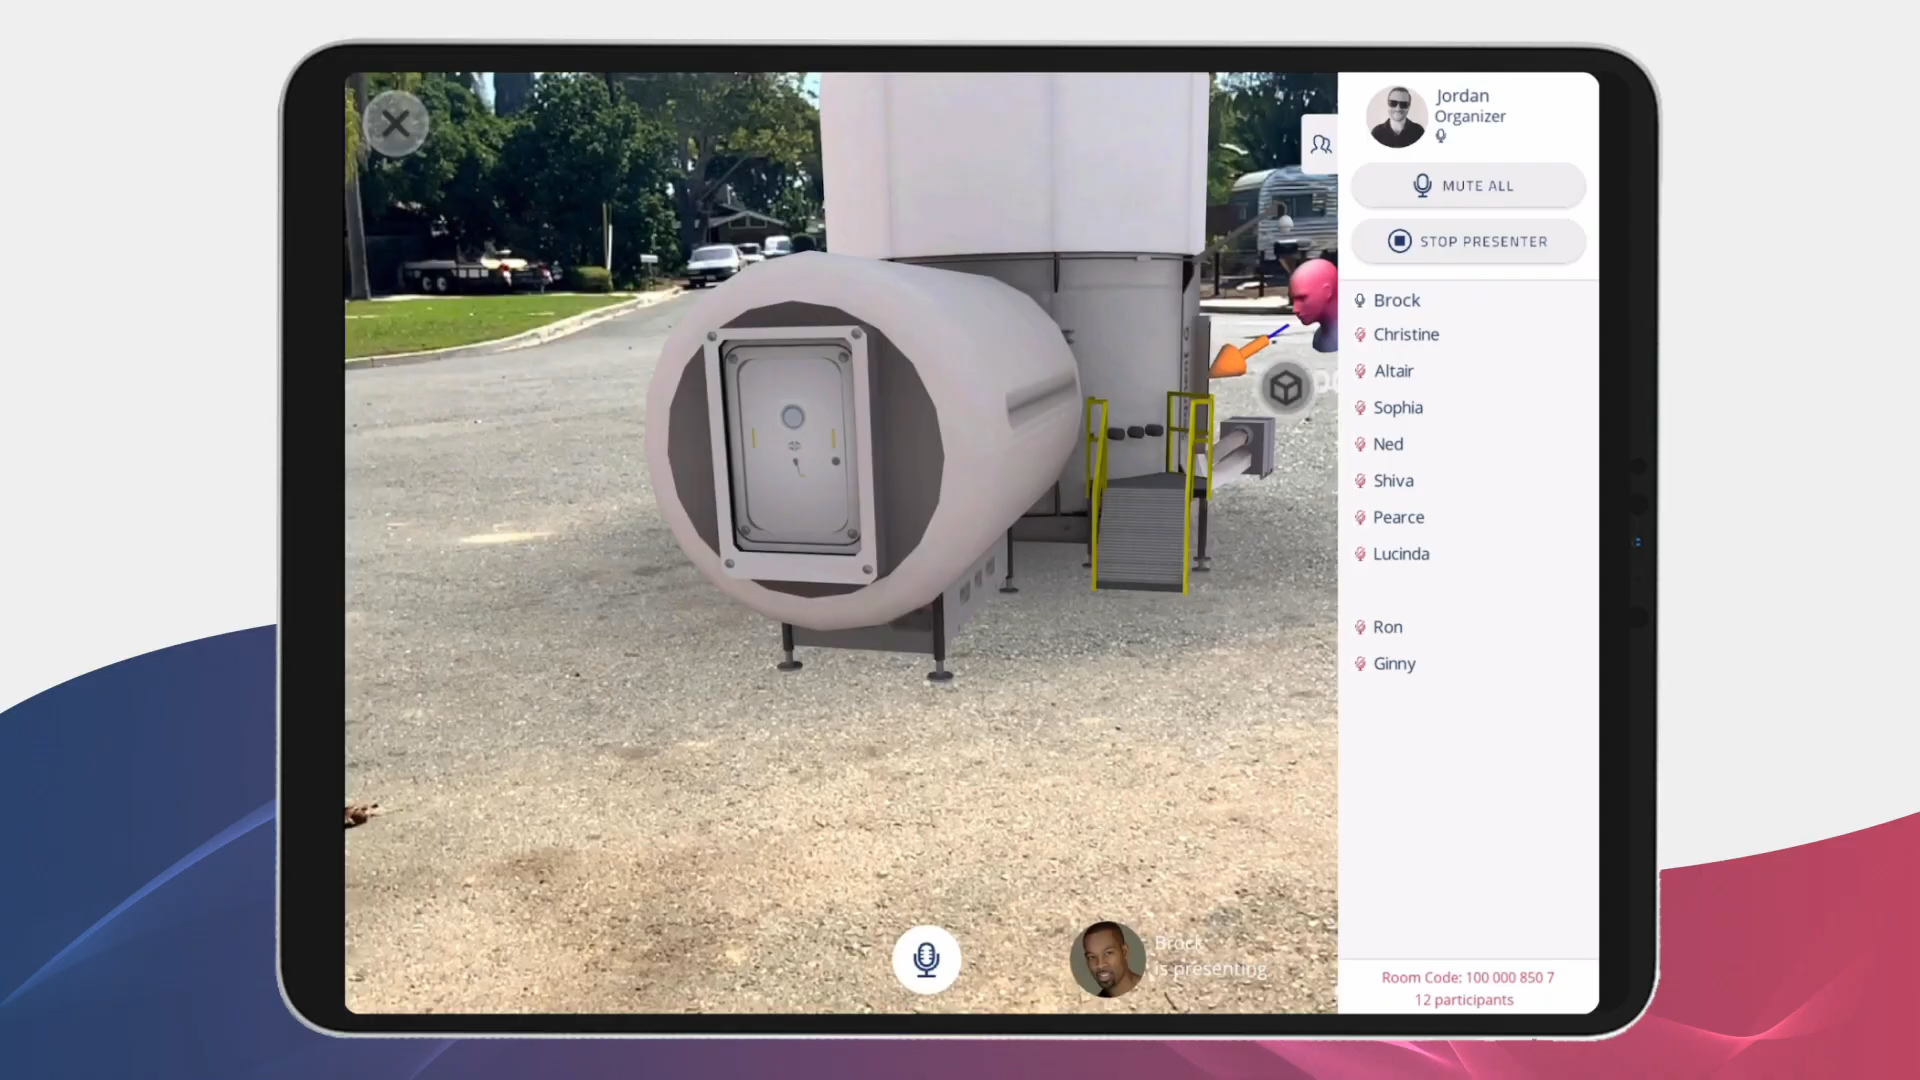 Jordan
Organizer
MUTE ALL
STOP PRESENTER
Brock
Christine
Altair
Sophia
Ned
Shiva
Pearce
Lucinda
Ron
Ginny
Brock
is presenting
Room Code: 100 000 850 7
12 participants